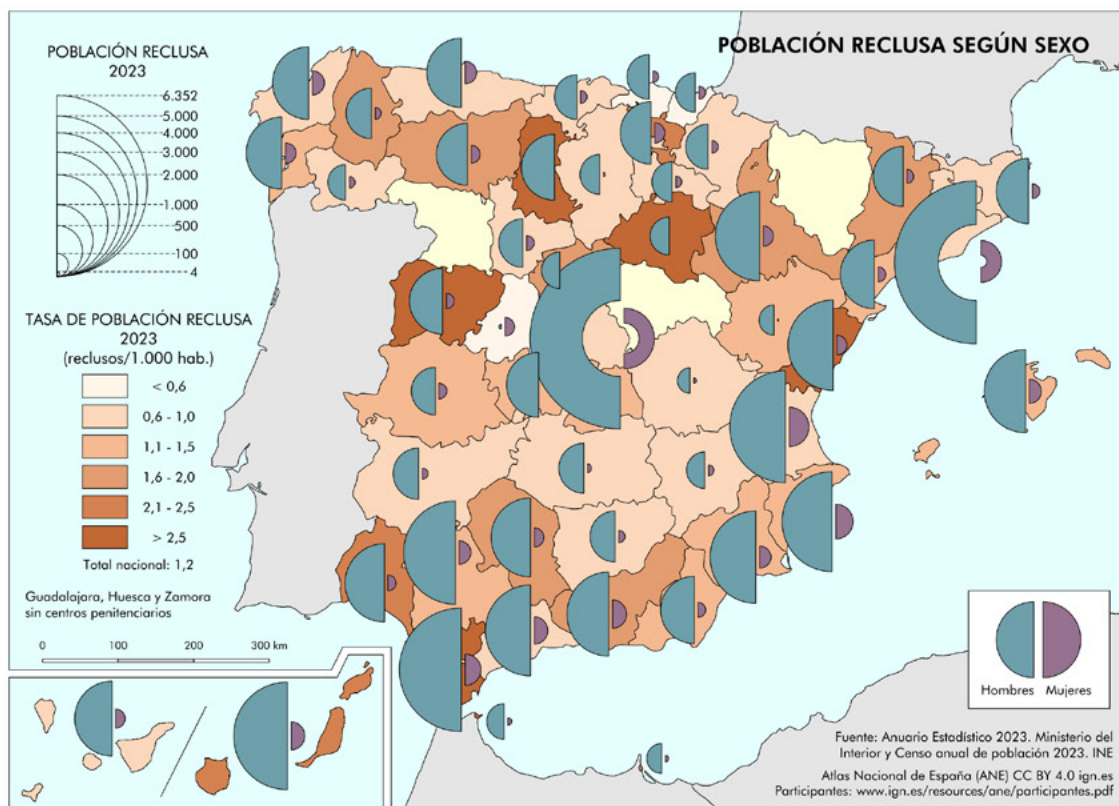 POBLACIÓN RECLUSA SEGÚN SEXO
POBLACIÓN RECLUSA
2023
6.352
5.000
4.000
3.000
2.000
1.000
500
100
4
TASA DE POBLACIÓN RECLUSA
2023
(reclusos/1.000 hab.)
< 0,6
0,6 - 1,0
1,1 - 1,5
1,6 - 2,0
2,1 - 2,5
> 2,5
Total nacional: 1,2
Guadalajara, Huesca y Zamora
sin centros penitenciarios
0 100 200 300 km
Hombres Mujeres
Fuente: Anuario Estadístico 2023. Ministerio del
Interior y Censo anual de población 2023. INE
Atlas Nacional de España (ANE) CC BY 4.0 ign.es
Participantes: www.ign.es/resources/ane/participantes.pdf